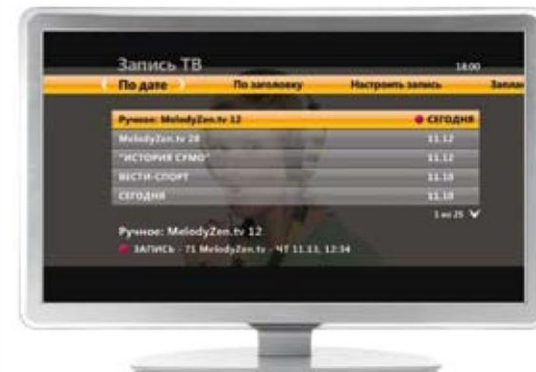 Запись ТВ 18:00
По дате По заголовку Настроить запись Заплан
Ручное: MelodyZen.tv 12 СЕГОДНЯ
MelodyZen.tv 28 11.12
"ИСТОРИЯ СУМО" 11.12
ВЕСТИ-СПОРТ 11.10
СЕГОДНЯ 11.10
1 из 25
Ручное: MelodyZen.tv 12
ЗАПИСЬ - 71 MelodyZen.tv - ЧТ 11.13, 12:34